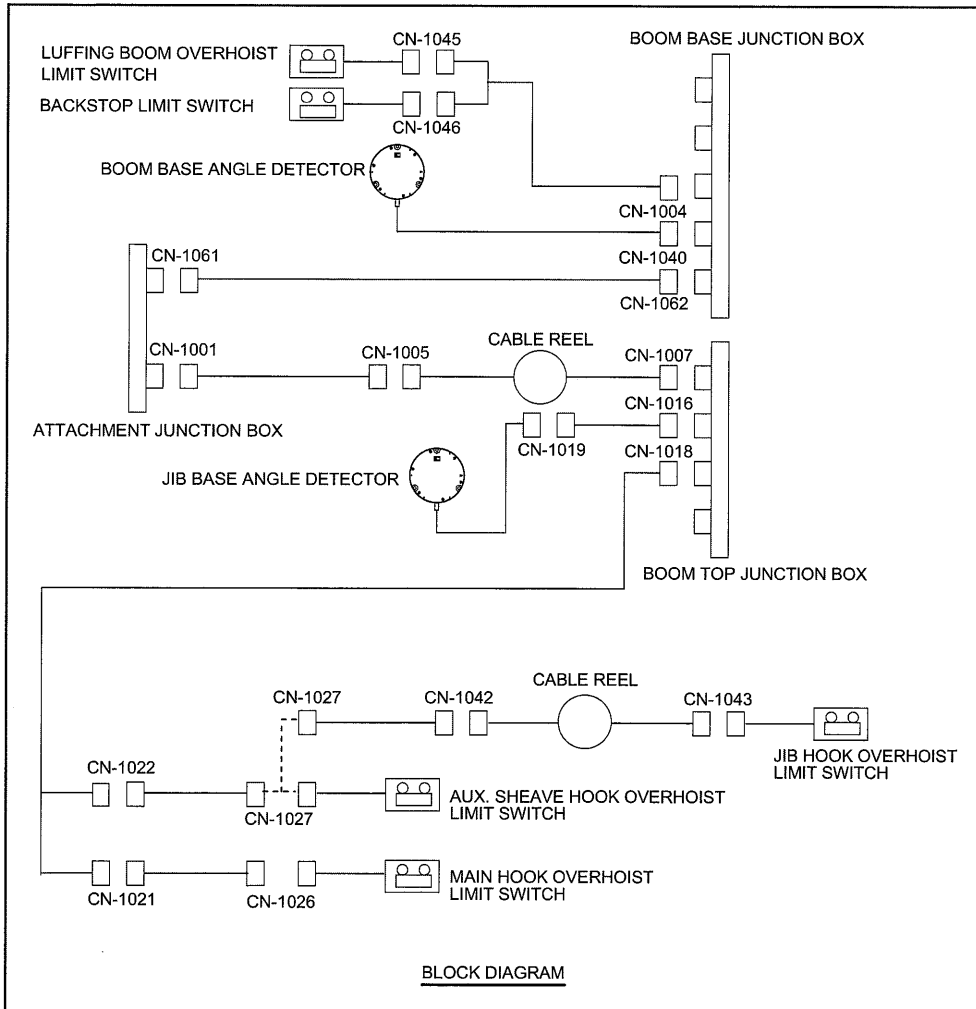 LUFFING BOOM OVERHOIST
LIMIT SWITCH
CN-1045
BOOM BASE JUNCTION BOX
BACKSTOP LIMIT SWITCH
CN-1046
BOOM BASE ANGLE DETECTOR
CN-1004
CN-1061
CN-1040
CN-1062
CABLE REEL
CN-1001
CN-1005
CN-1007
CN-1016
ATTACHMENT JUNCTION BOX
CN-1019
CN-1018
JIB BASE ANGLE DETECTOR
BOOM TOP JUNCTION BOX
CABLE REEL
CN-1027
CN-1042
CN-1043
JIB HOOK OVERHOIST
LIMIT SWITCH
CN-1022
AUX. SHEAVE HOOK OVERHOIST
LIMIT SWITCH
CN-1027
MAIN HOOK OVERHOIST
LIMIT SWITCH
CN-1021
CN-1026
BLOCK DIAGRAM